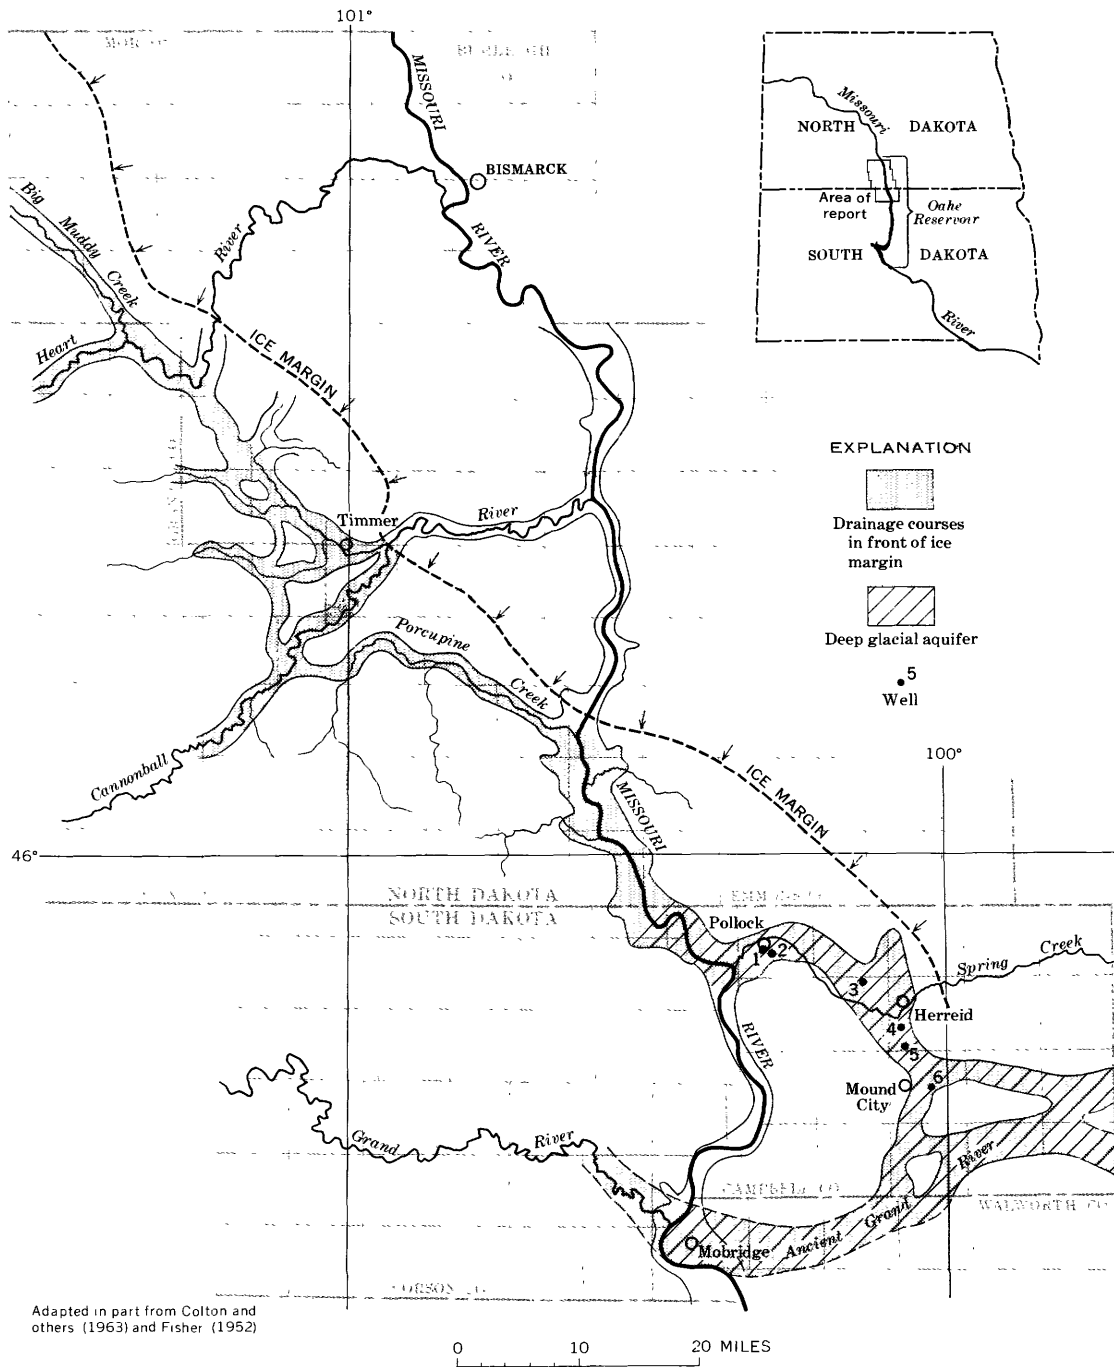 101°
BISMARCK
MISSOURI
RIVER
Big Muddy Creek
Heart
River
ICE MARGIN
Timmer
River
Porcupine
Creek
Cannonball
MISSOURI
ICE MARGIN
100°
46°
NORTH DAKOTA
SOUTH DAKOTA
Pollock
1
2
3
4
5
6
Spring Creek
Herreid
Mound
City
RIVER
Grand
River
CAMPBELL CO
WALWORTH CO
Ancient Grand River
Mobridge
NORTH DAKOTA
Missouri
Area of
report
Oahe
Reservoir
SOUTH DAKOTA
River
EXPLANATION
Drainage courses
in front of ice
margin
Deep glacial aquifer
5
Well
Adapted in part from Colton and
others (1963) and Fisher (1952)
0 10 20 MILES